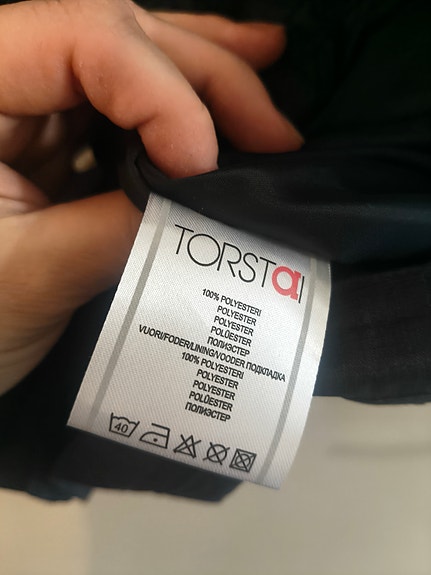 TORSTAI
100% POLYESTERI
POLYESTER
POLYESTER
POLÜESTER
ПОЛИЭСТЕР
VUORI/FODER/LINING/VOODER ПОДКЛАДКА
100% POLYESTERI
POLYESTER
POLYESTER
POLÜESTER
ПОЛИЭСТЕР
40